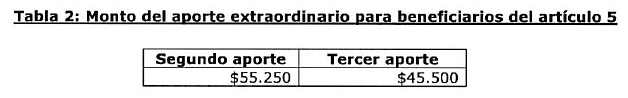 Tabla 2: Monto del aporte extraordinario para beneficiarios del artículo 5
Segundo aporte Tercer aporte
$55.250 $45.500